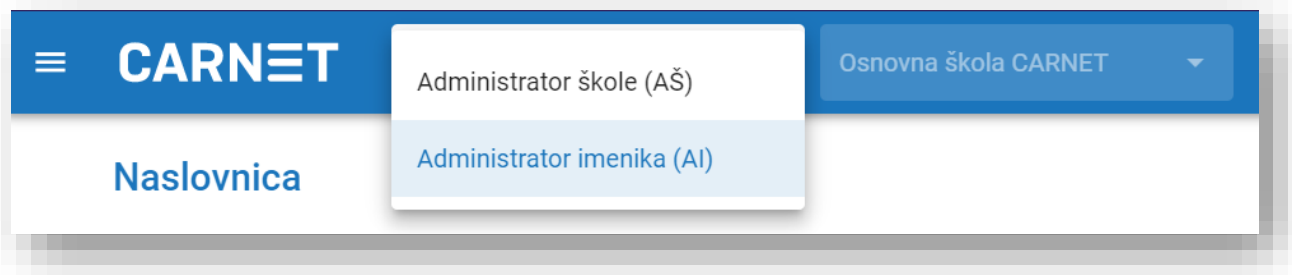 CARNET
Administrator škole (AŠ)
Osnovna škola CARNET
Administrator imenika (AI)
Naslovnica